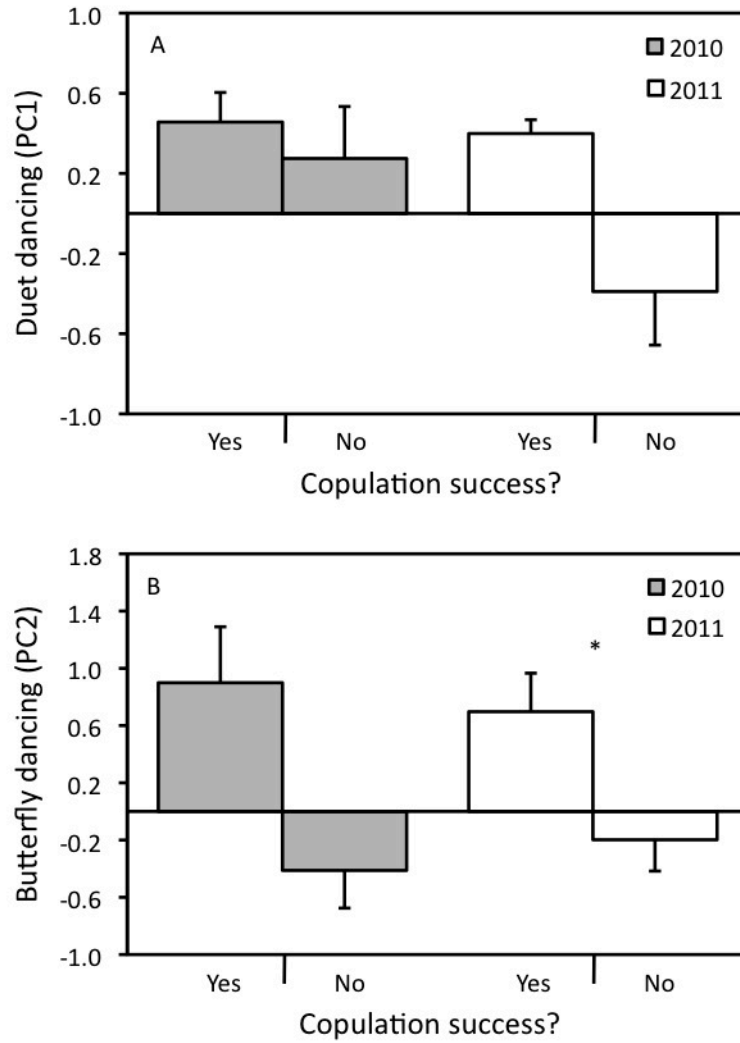 A
2010
2011
Duet dancing (PC1)
1.0
0.6
0.2
-0.2
-0.6
-1.0
Yes No Yes No
Copulation success?
B
2010
2011
*
Butterfly dancing (PC2)
1.8
1.4
1.0
0.6
0.2
-0.2
-0.6
-1.0
Yes No Yes No
Copulation success?